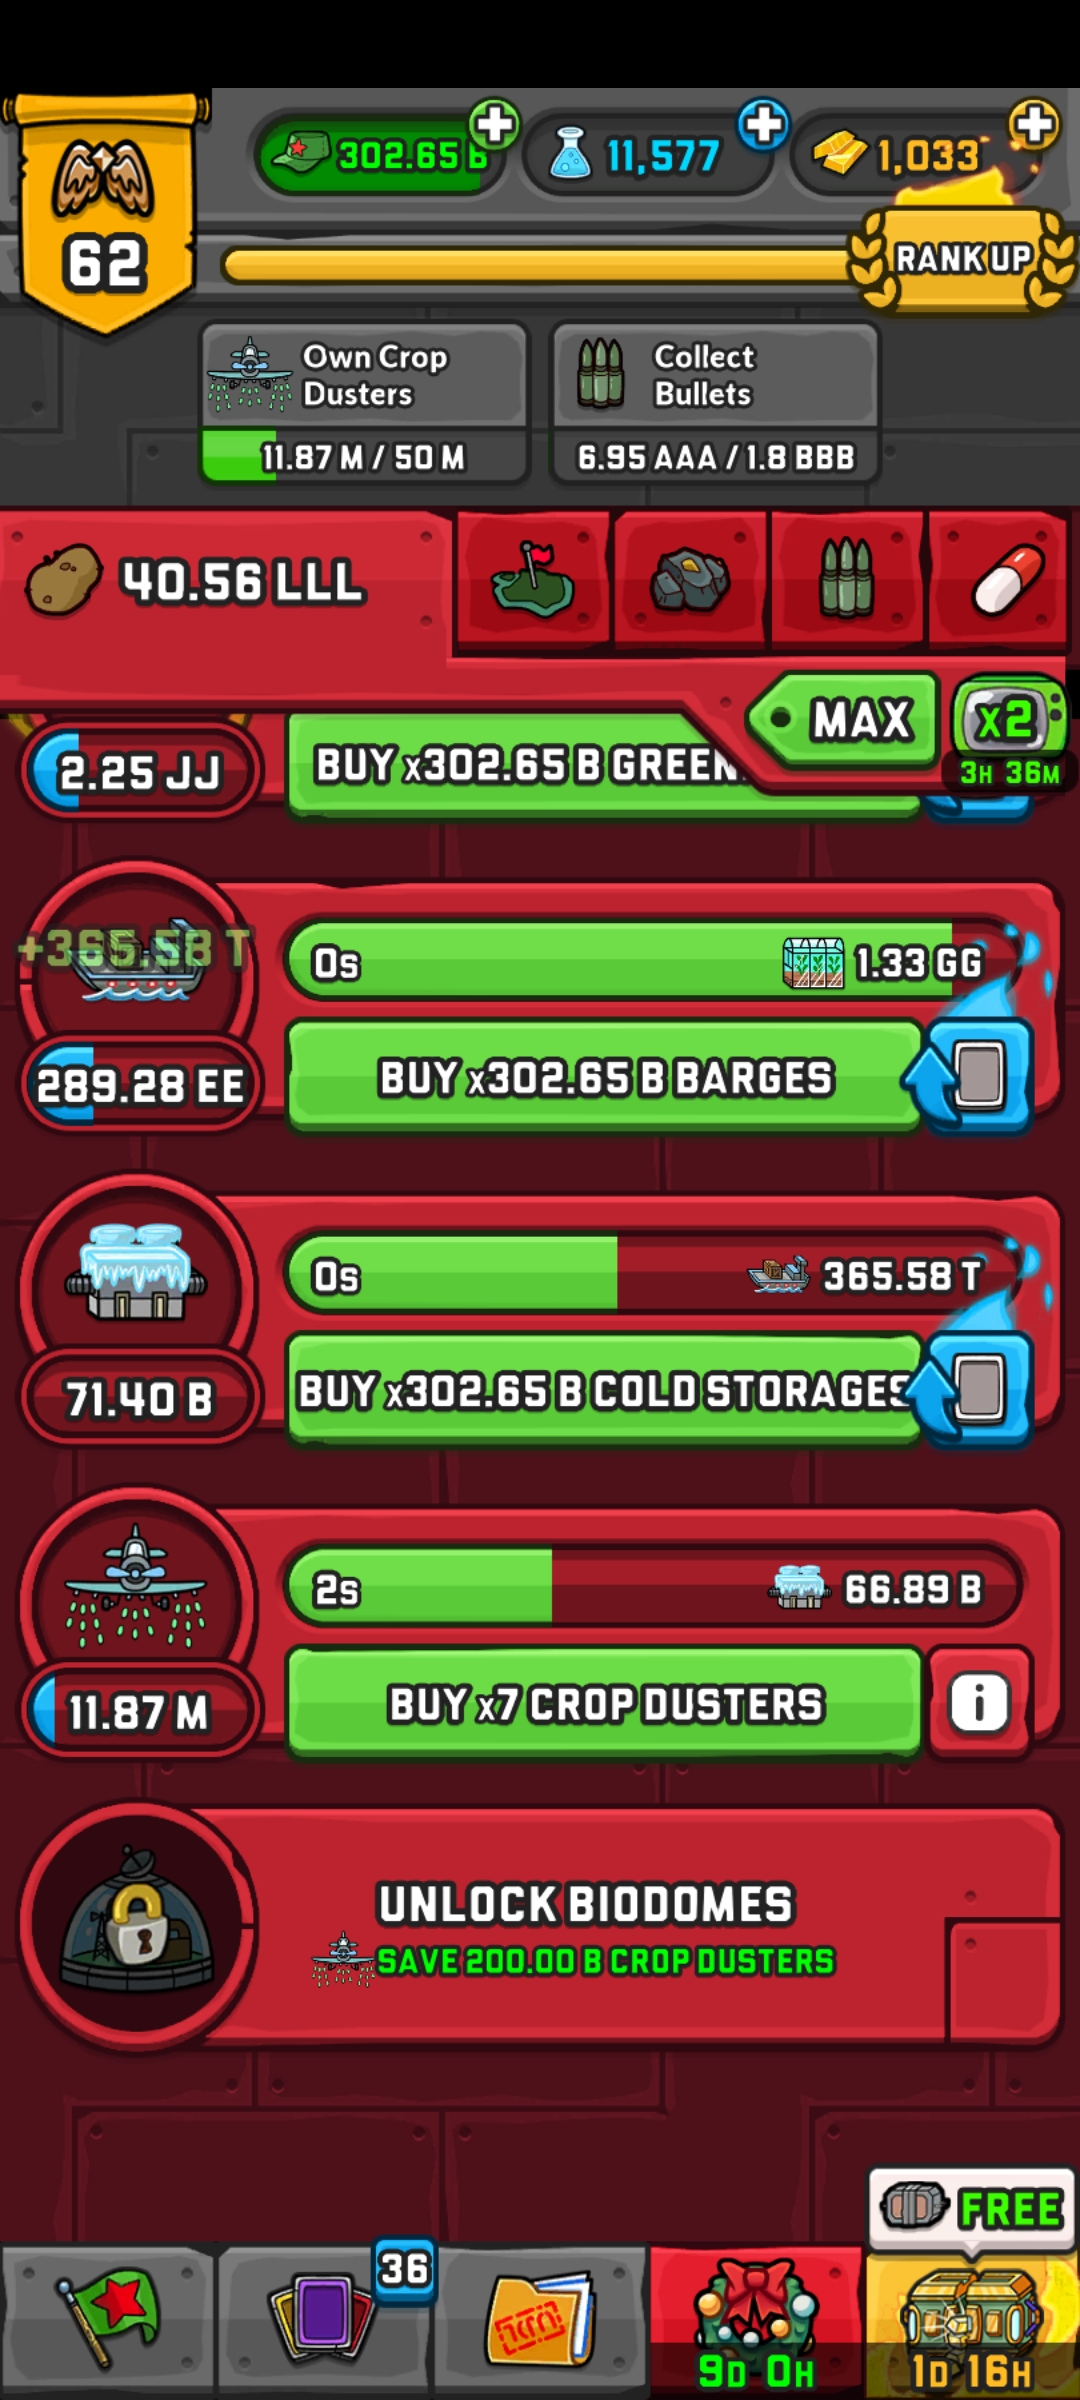 302.65 B
11,577
1,033
62
RANK UP
Own Crop
Dusters
Collect
Bullets
11.87 M / 50 M
6.95 AAA / 1.8 BBB
40.56 LLL
MAX
x2
3H 36M
2.25 JJ
BUY x302.65 B GREEN
+365.58 T
0s
1.33 GG
289.28 EE
BUY x302.65 B BARGES
0s
365.58 T
71.40 B
BUY x302.65 B COLD STORAGES
2s
66.89 B
11.87 M
BUY x7 CROP DUSTERS
i
UNLOCK BIODOMES
SAVE 200.00 B CROP DUSTERS
FREE
36
9D 0H
1D 16H